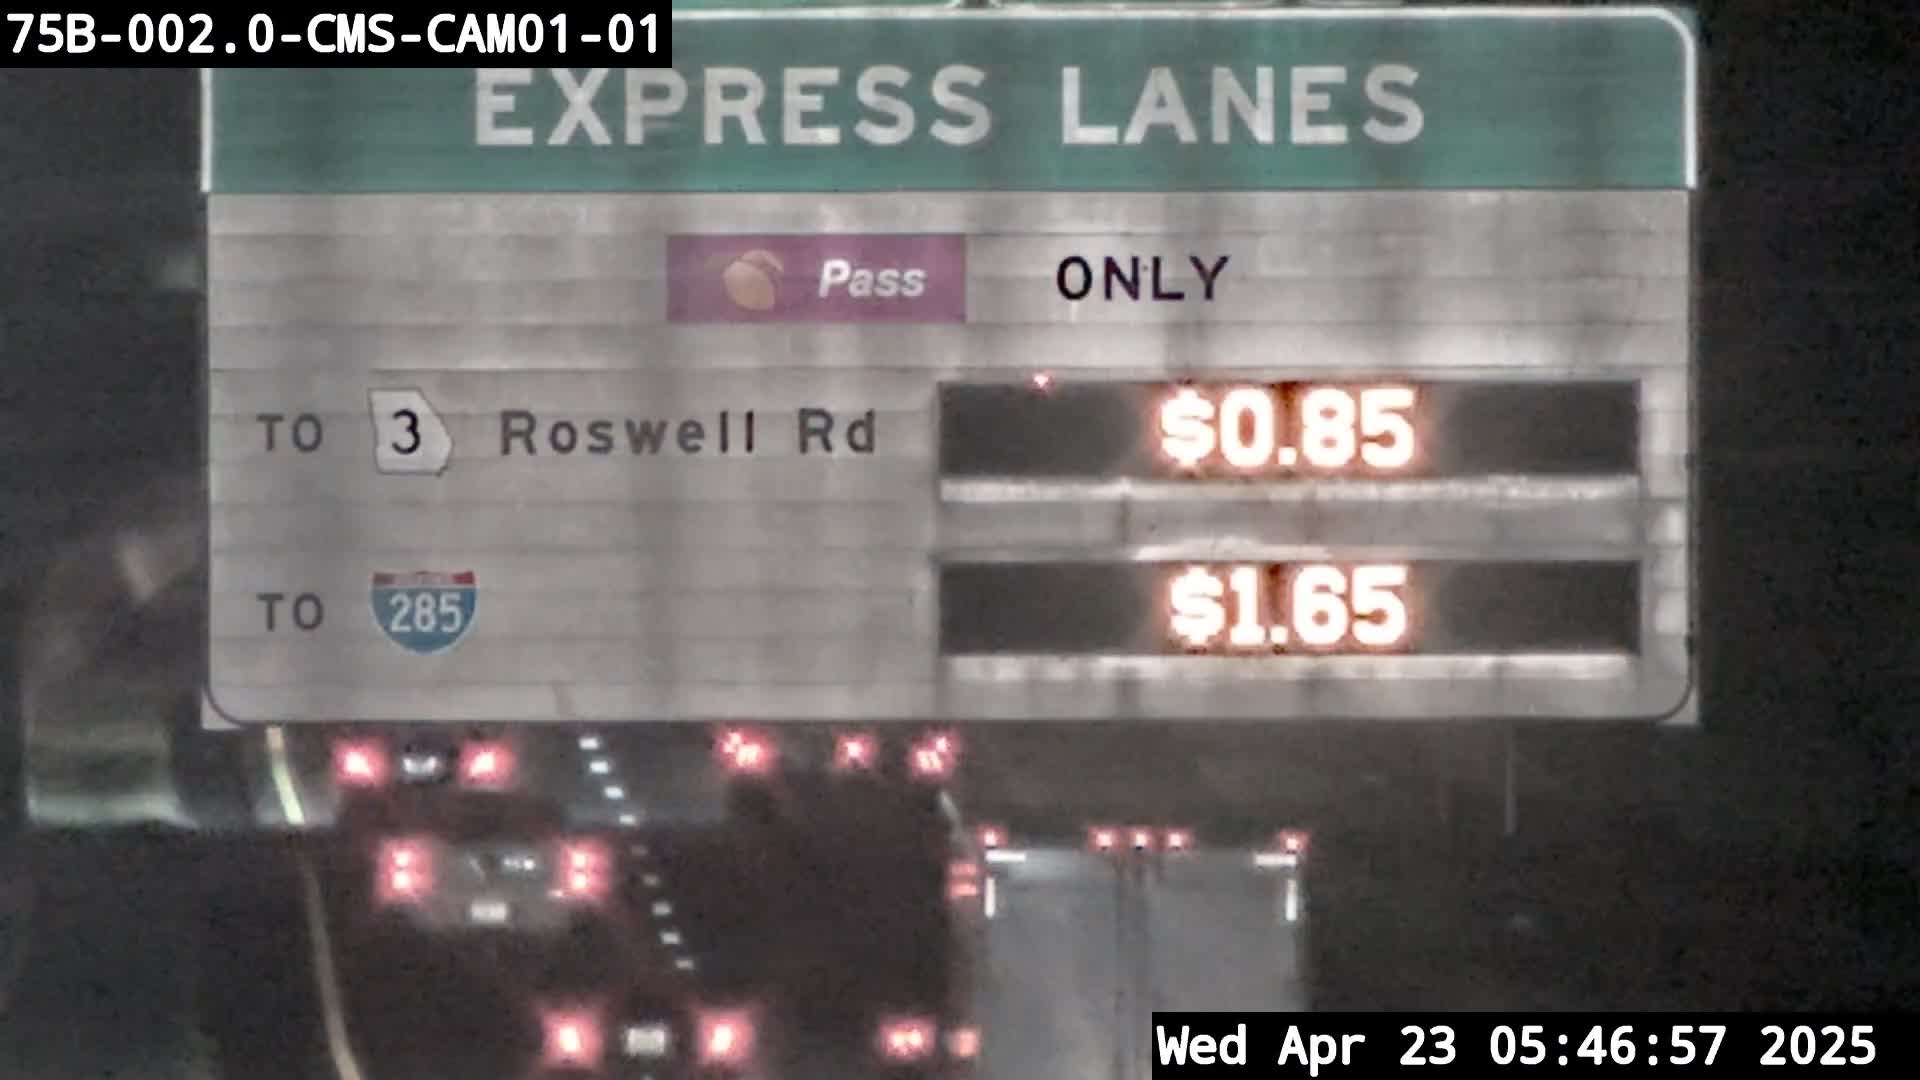 75B-002.0-CMS-CAM01-01
EXPRESS LANES
Pass ONLY
TO 3 Roswell Rd $0.85
TO 285 $1.65
Wed Apr 23 05:46:57 2025